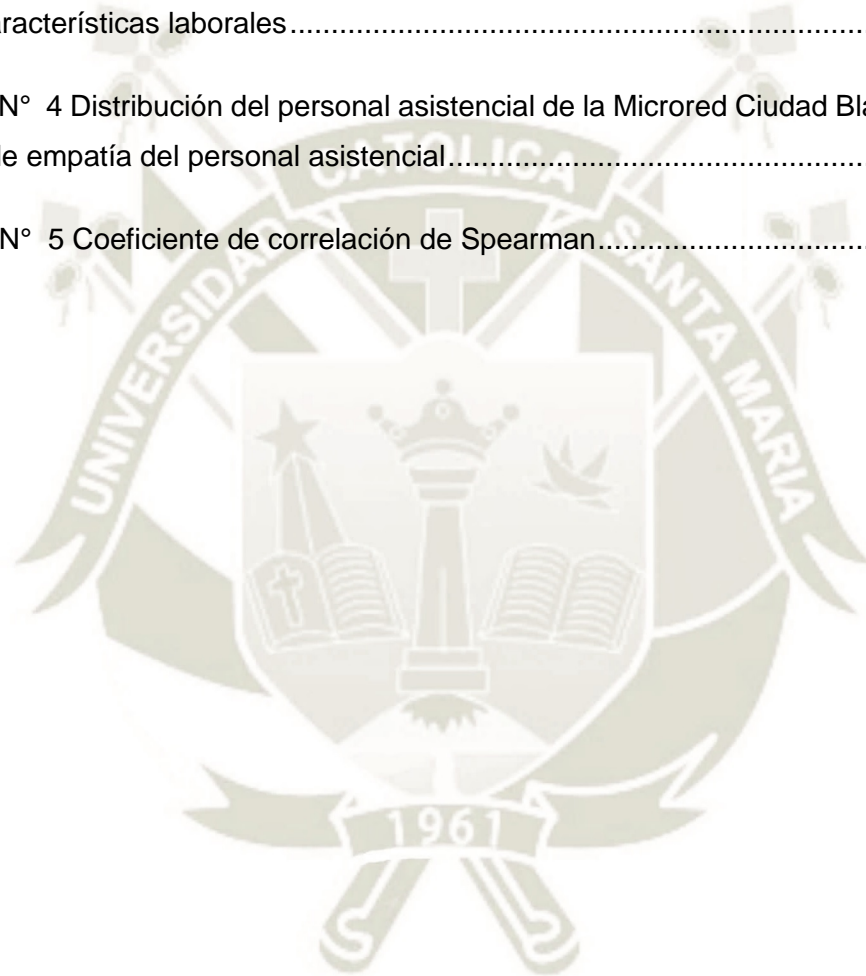 aracterísticas laborales........................................................................
N° 4 Distribución del personal asistencial de la Microred Ciudad Bla
de empatía del personal asistencial....................................................
N° 5 Coeficiente de correlación de Spearman..................................
UNIVERSIDAD CATOLICA SANTA MARIA
1961